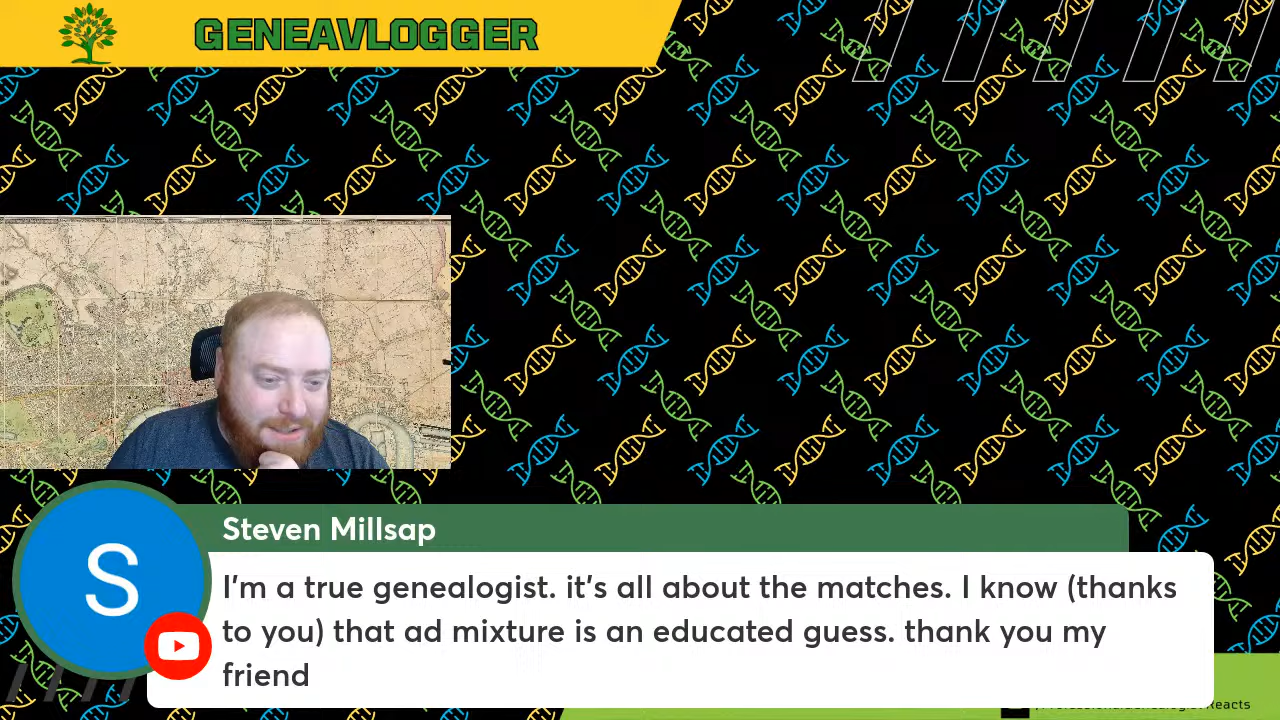 GENEAVLOGGER
Steven Millsap
I'm a true genealogist. it's all about the matches. I know (thanks
to you) that ad mixture is an educated guess. thank you my
friend
S